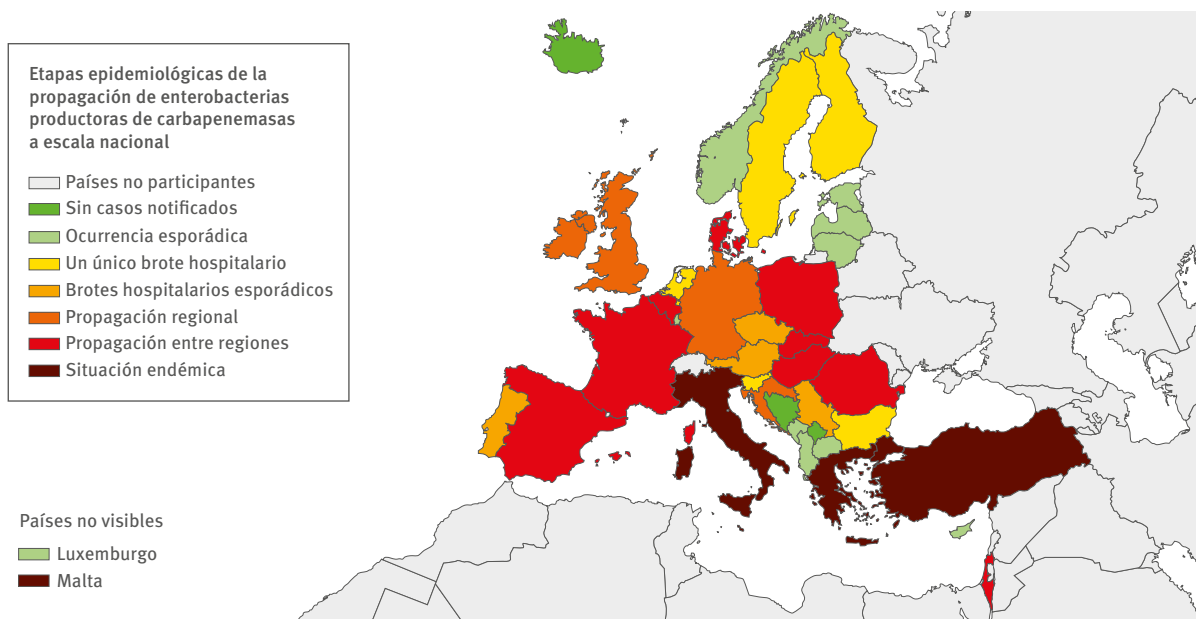 Etapas epidemiológicas de la
propagación de enterobacterias
productoras de carbapenemasas
a escala nacional
Países no participantes
Sin casos notificados
Ocurrencia esporádica
Un único brote hospitalario
Brotes hospitalarios esporádicos
Propagación regional
Propagación entre regiones
Situación endémica
Países no visibles
Luxemburgo
Malta